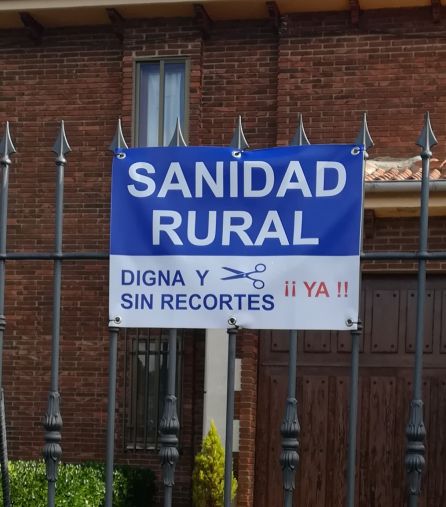 SANIDAD
RURAL
DIGNA Y
SIN RECORTES
¡¡ YA !!